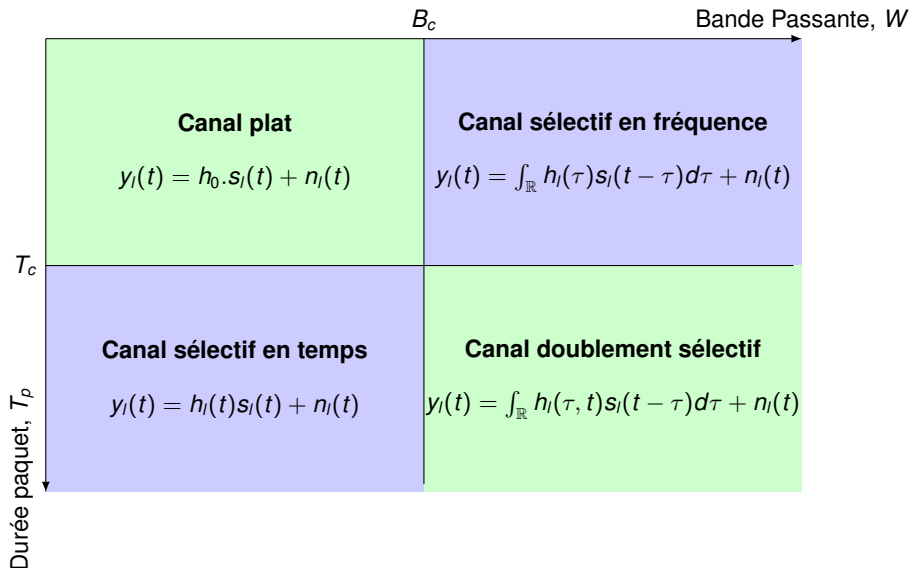 B_c
Bande Passante, W
Canal plat
y_l(t) = h_0.s_l(t) + n_l(t)
Canal sélectif en fréquence
y_l(t) = ∫_ℝ h_l(τ)s_l(t − τ)dτ + n_l(t)
T_c
Canal sélectif en temps
y_l(t) = h_l(t)s_l(t) + n_l(t)
Canal doublement sélectif
y_l(t) = ∫_ℝ h_l(τ, t)s_l(t − τ)dτ + n_l(t)
Durée paquet, T_p